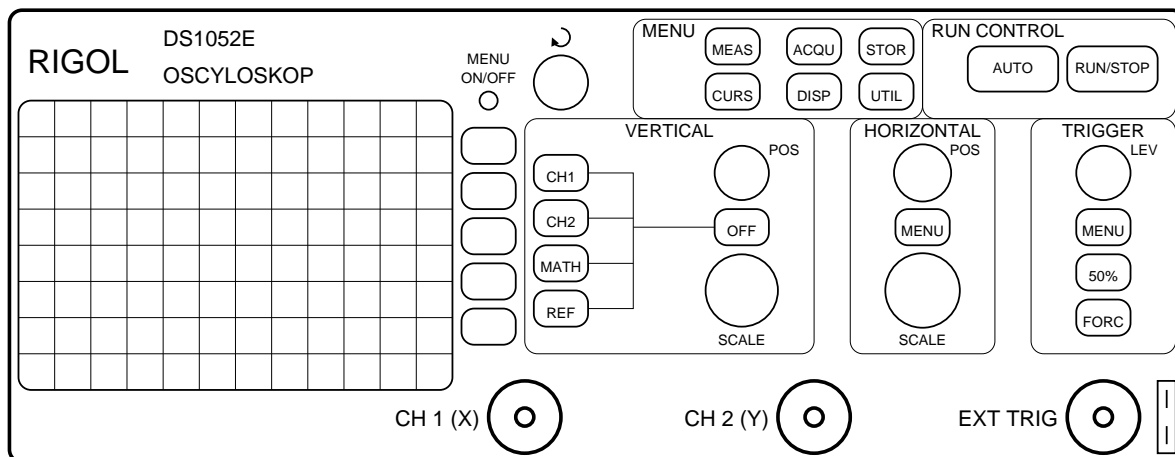 RIGOL
DS1052E
OSCYLOSKOP
MENU
ON/OFF
MENU
MEAS
ACQU
STOR
CURS
DISP
UTIL
RUN CONTROL
AUTO
RUN/STOP
VERTICAL
POS
CH1
CH2
MATH
REF
OFF
SCALE
HORIZONTAL
POS
MENU
SCALE
TRIGGER
LEV
MENU
50%
FORC
CH 1 (X)
CH 2 (Y)
EXT TRIG